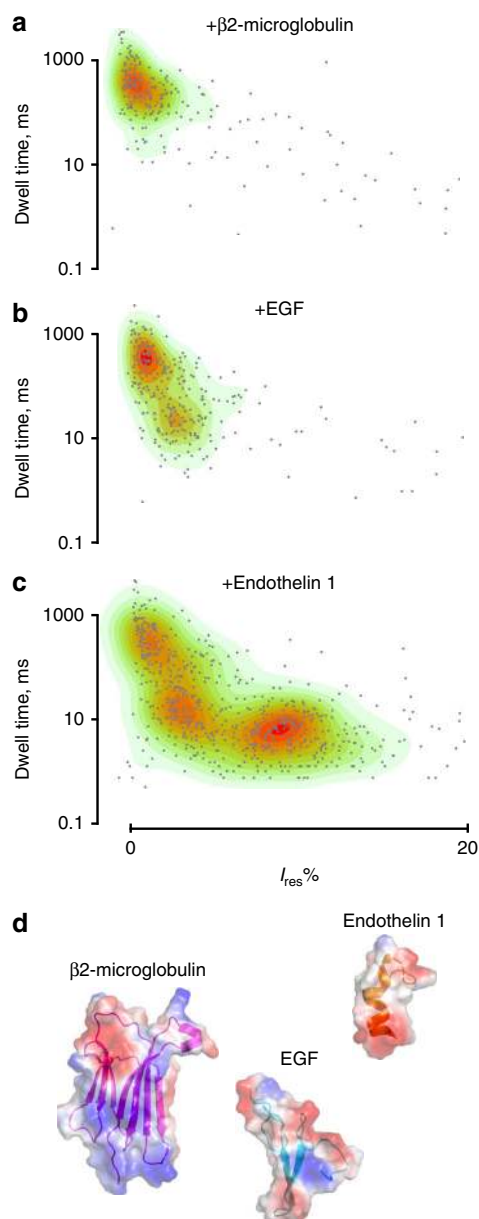 a
+β2-microglobulin
1000
10
0.1
Dwell time, ms
b
+EGF
1000
10
0.1
Dwell time, ms
c
+Endothelin 1
1000
10
0.1
Dwell time, ms
0
20
Ires%
d
Endothelin 1
β2-microglobulin
EGF